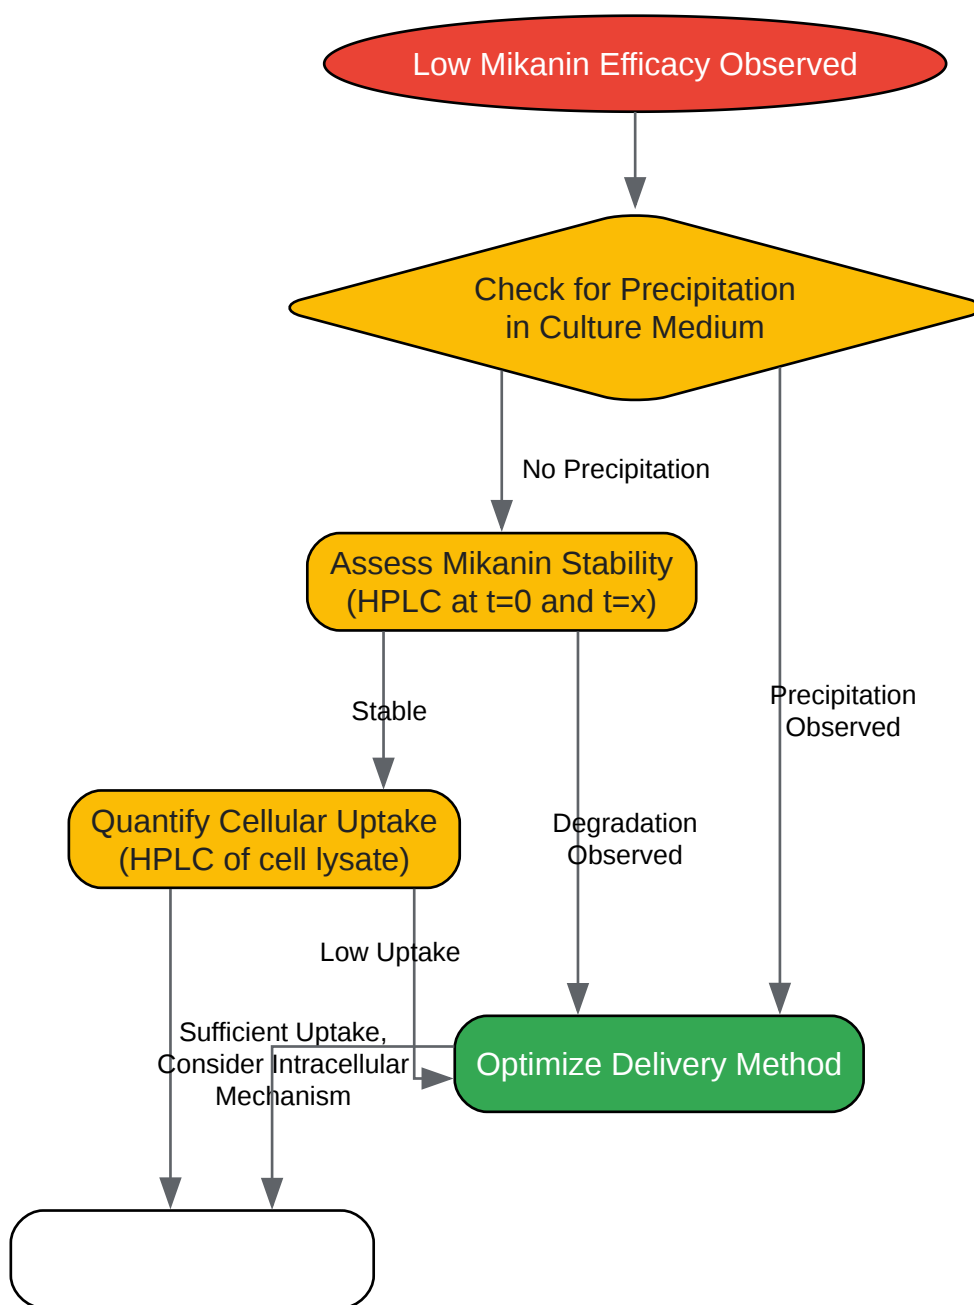 Low Mikanin Efficacy Observed
Check for Precipitation
in Culture Medium
No Precipitation
Assess Mikanin Stability
(HPLC at t=0 and t=x)
Precipitation
Observed
Stable
Quantify Cellular Uptake
(HPLC of cell lysate)
Degradation
Observed
Low Uptake
Sufficient Uptake,
Consider Intracellular
Mechanism
Optimize Delivery Method